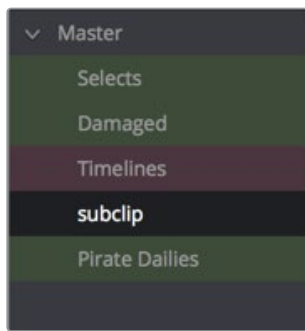 Master
Selects
Damaged
Timelines
subclip
Pirate Dailies